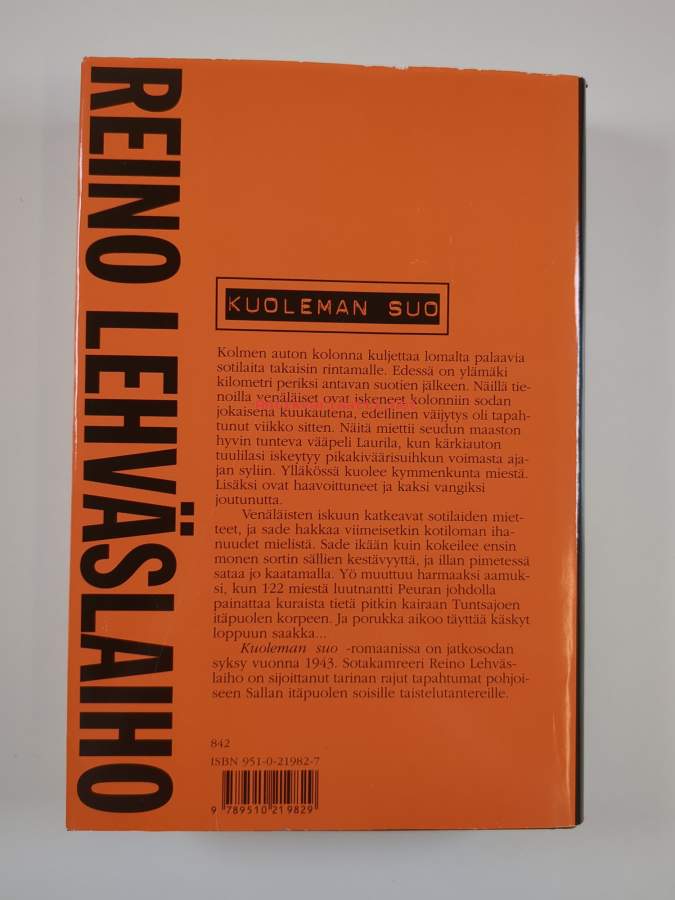 REINO LEHVÄSLAIHO
KUOLEMAN SUO
Kolmen auton kolonna kuljettaa lomalta palaavia
sotilaita takaisin rintamalle. Edessä on ylämäki
kilometri periksi antavan suotien jälkeen. Näillä tie-
noilla venäläiset ovat iskeneet kolonniin sodan
jokaisena kuukautena, edellinen väijytys oli tapah-
tunut viikko sitten. Näitä miettii seudun maaston
hyvin tunteva vääpeli Laurila, kun kärkiauton
tuulilasi iskeytyy pikakiväärisuihkun voimasta aja-
jan syliin. Ylläkössä kuolee kymmenkunta miestä.
Lisäksi ovat haavoittuneet ja kaksi vangiksi
joutunutta.
Venäläisten iskuun katkeavat sotilaiden miet-
teet, ja sade hakkaa viimeisetkin kotiloman iha-
nuudet mielistä. Sade ikään kuin kokeilee ensin
monen sortin sällien kestävyyttä, ja illan pimetessä
sataa jo kaatamalla. Yö muuttuu harmaaksi aamuk-
si, kun 122 miestä luutnantti Peuran johdolla
painattaa kuraista tietä pitkin kairaan Tuntsajoen
itäpuolen korpeen. Ja porukka aikoo täyttää käskyt
loppuun saakka...
Kuoleman suo -romaanissa on jatkosodan
syksy vuonna 1943. Sotakamreeri Reino Lehväs-
laiho on sijoittanut tarinan rajut tapahtumat pohjoi-
seen Sallan itäpuolen soisille taistelutantereille.
842
ISBN 951-0-21982-7
9 789510 219829